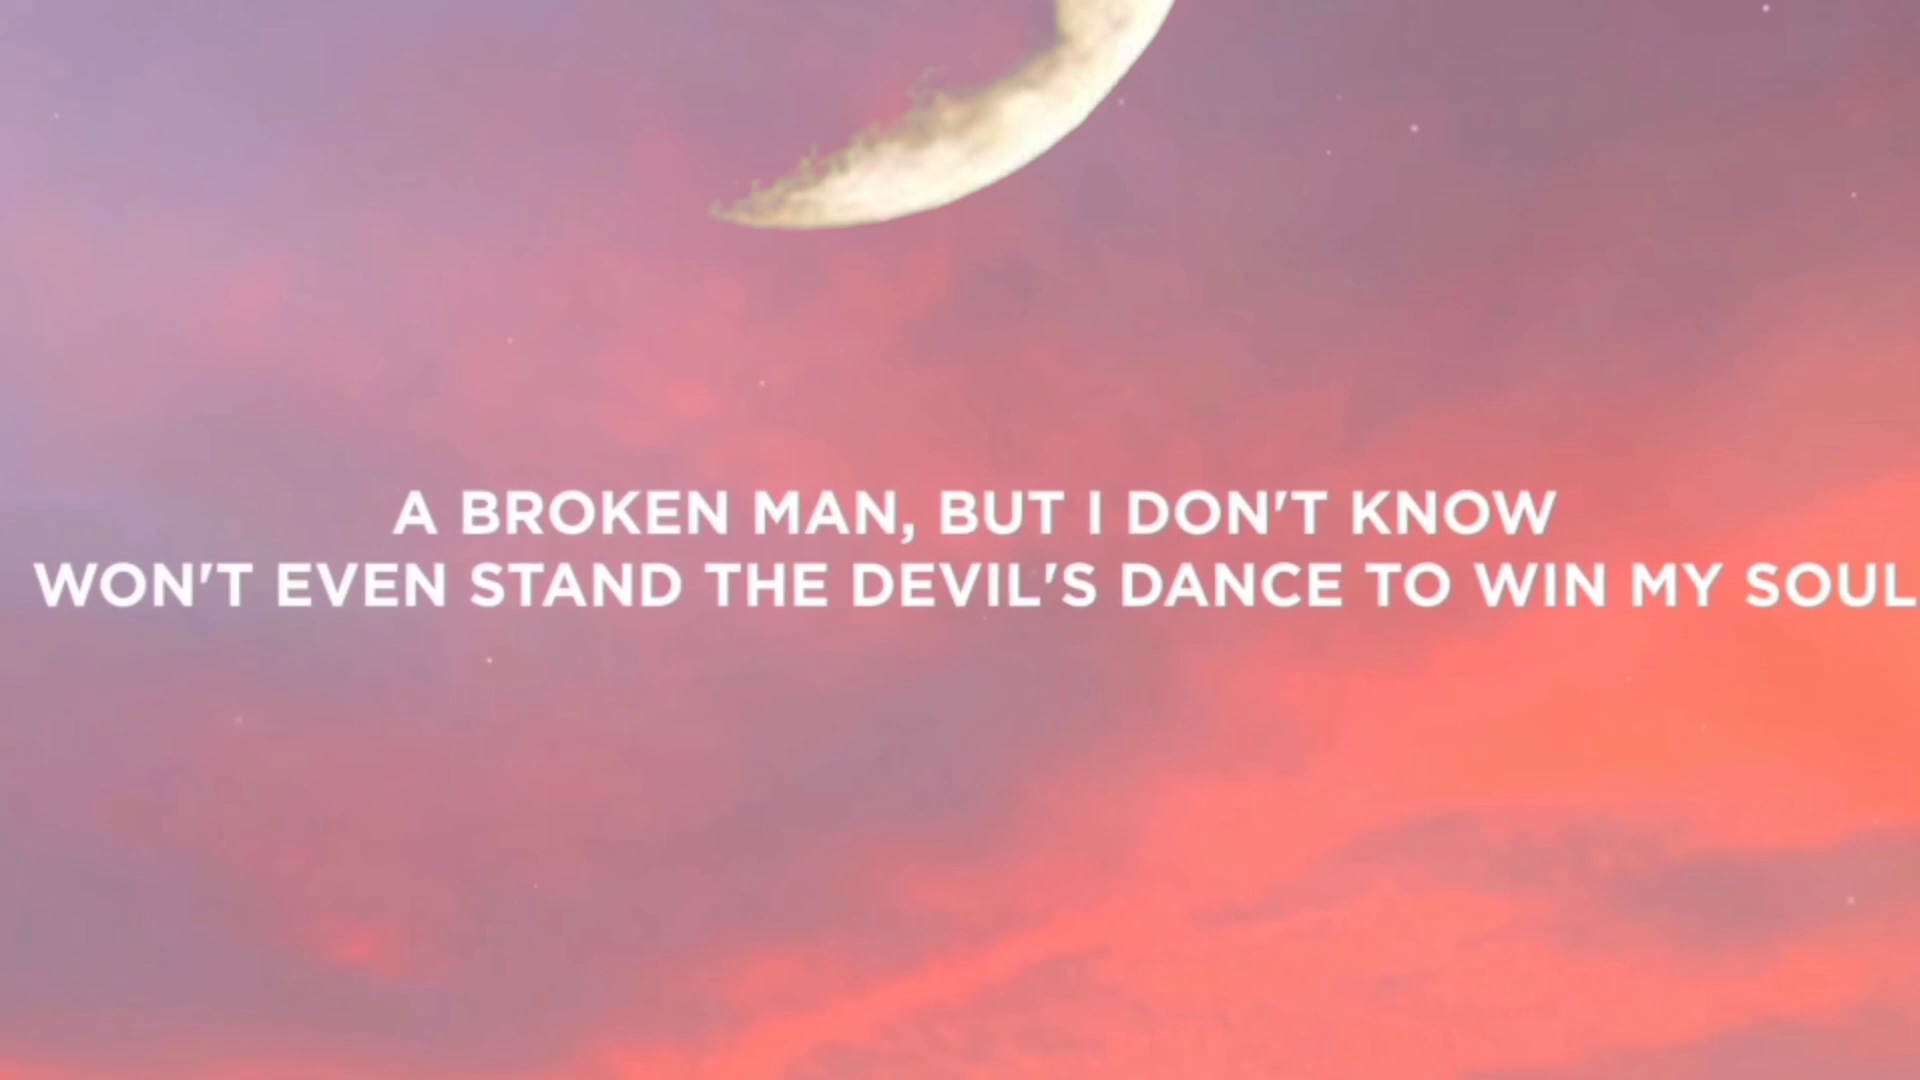 A BROKEN MAN, BUT I DON'T KNOW
WON'T EVEN STAND THE DEVIL'S DANCE TO WIN MY SOUL